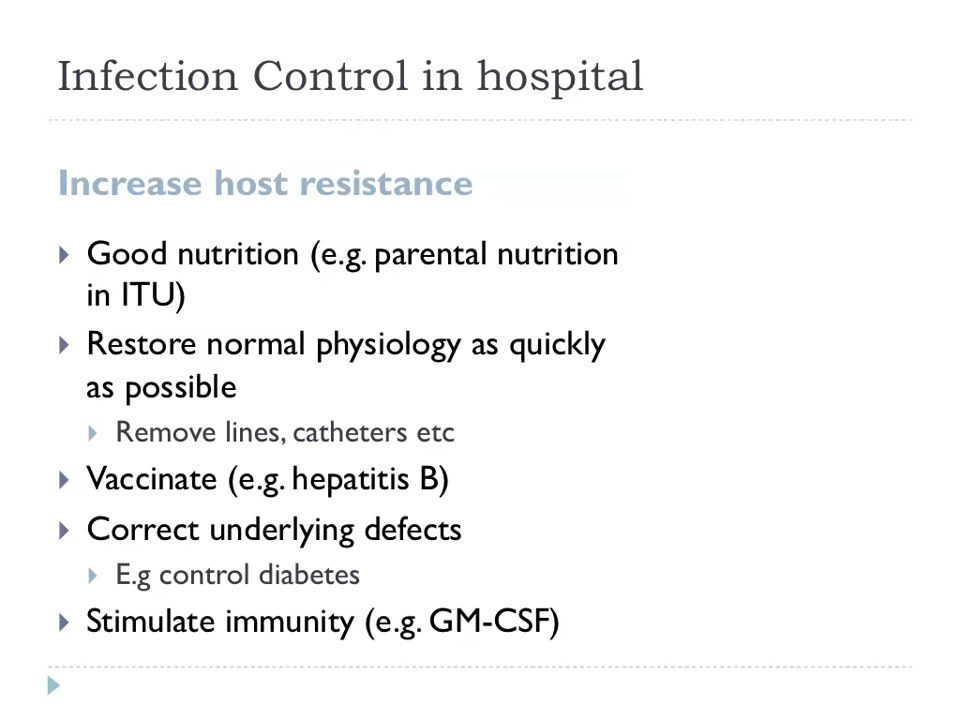 Infection Control in hospital
Increase host resistance
Good nutrition (e.g. parental nutrition
in ITU)
Restore normal physiology as quickly
as possible
Remove lines, catheters etc
Vaccinate (e.g. hepatitis B)
Correct underlying defects
E.g control diabetes
Stimulate immunity (e.g. GM-CSF)